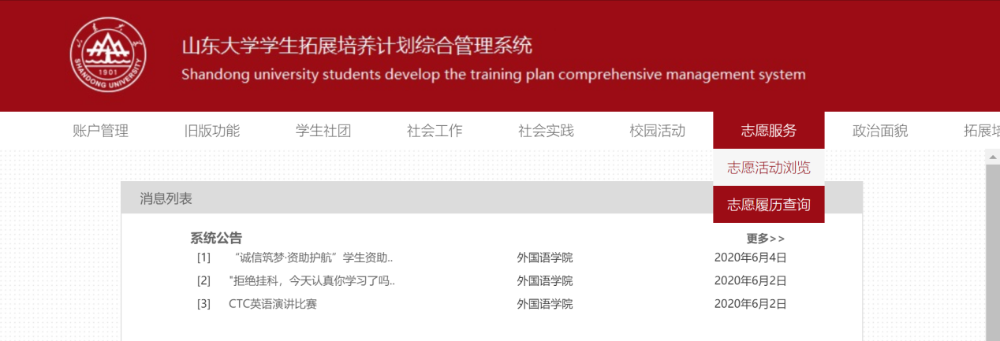 山东大学学生拓展培养计划综合管理系统
Shandong university students develop the training plan comprehensive management system
SHANDONG UNIVERSITY
1901
账户管理 旧版功能 学生社团 社会工作 社会实践 校园活动 志愿服务 政治面貌 拓展
志愿活动浏览
志愿履历查询
消息列表
系统公告 更多>>
[1] “诚信筑梦·资助护航”学生资助.. 外国语学院 2020年6月4日
[2] "拒绝挂科，今天认真你学习了吗.. 外国语学院 2020年6月2日
[3] CTC英语演讲比赛 外国语学院 2020年6月2日